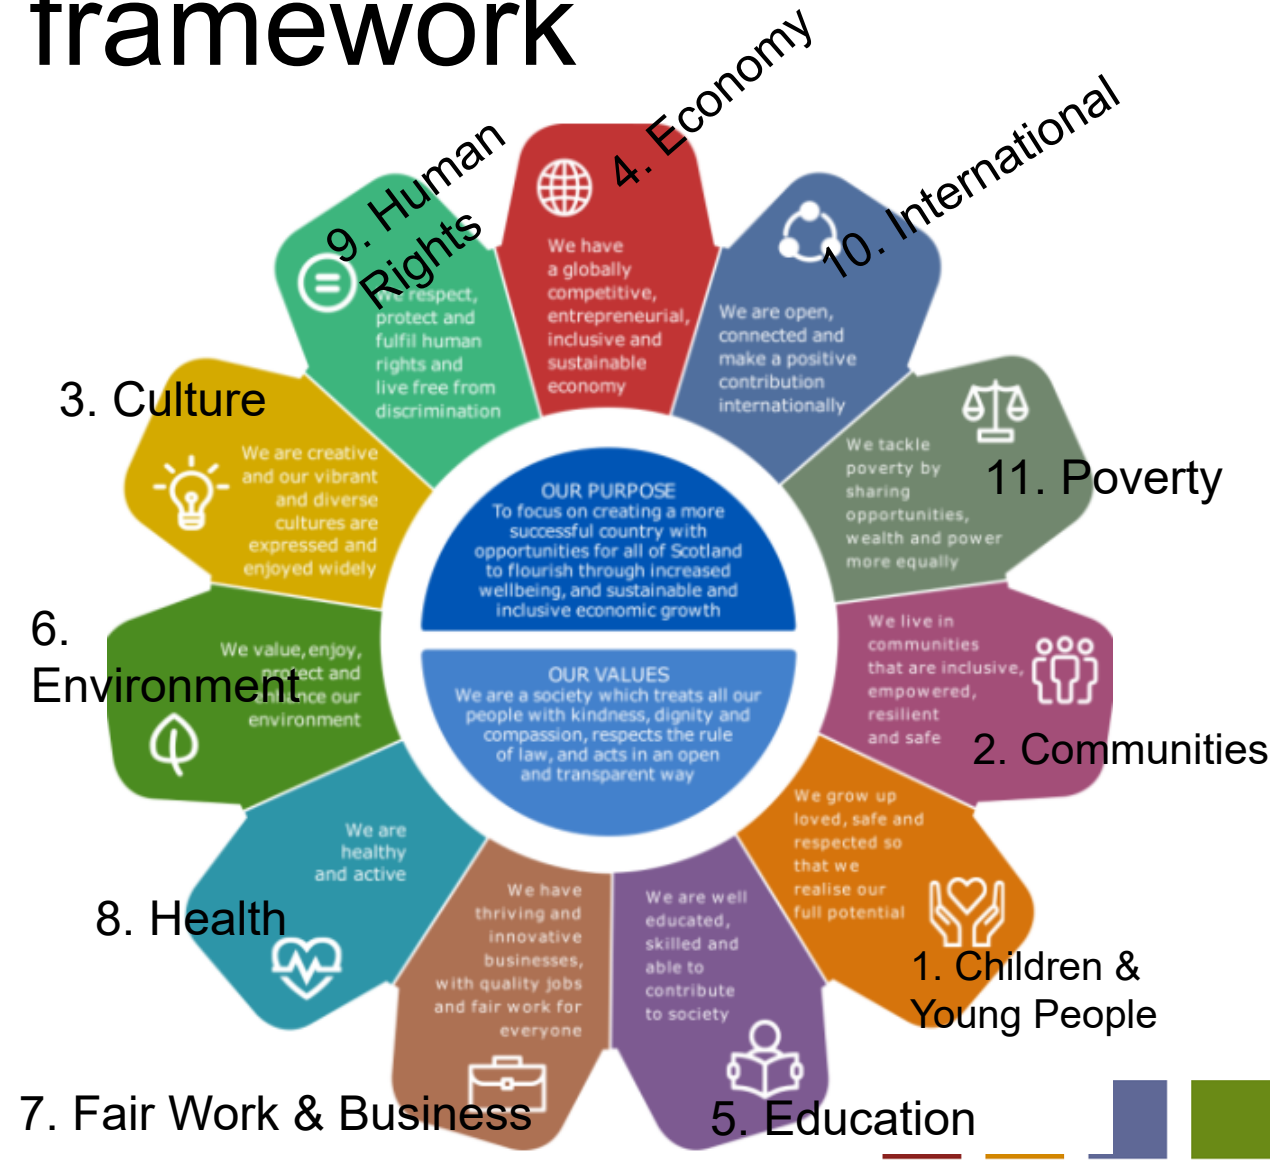 framework
4. Economy
9. Human
Rights
10. International
We have
a globally
competitive,
entrepreneurial,
inclusive and
sustainable
economy
We respect,
protect and
fulfil human
rights and
live free from
discrimination
We are open,
connected and
make a positive
contribution
internationally
3. Culture
We are creative
and our vibrant
and diverse
cultures are
expressed and
enjoyed widely
We tackle
poverty by
sharing
opportunities,
wealth and power
more equally
11. Poverty
OUR PURPOSE
To focus on creating a more
successful country with
opportunities for all of Scotland
to flourish through increased
wellbeing, and sustainable and
inclusive economic growth
6.
Environment
We value, enjoy,
protect and
enhance our
environment
OUR VALUES
We are a society which treats all our
people with kindness, dignity and
compassion, respects the rule
of law, and acts in an open
and transparent way
We live in
communities
that are inclusive,
empowered,
resilient
and safe
2. Communities
We are
healthy
and active
8. Health
We grow up
loved, safe and
respected so
that we
realise our
full potential
1. Children &
Young People
We have
thriving and
innovative
businesses,
with quality jobs
and fair work for
everyone
7. Fair Work & Business
We are well
educated,
skilled and
able to
contribute
to society
5. Education